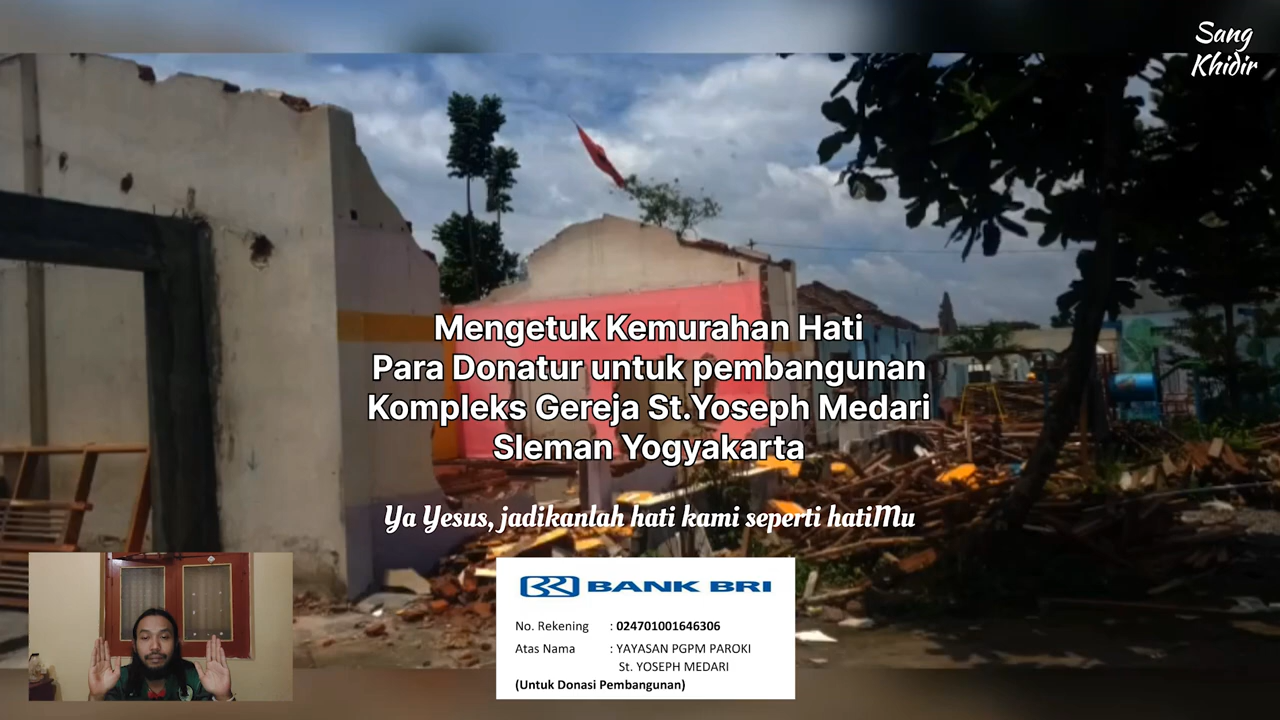 Sang
Khidir
Mengetuk Kemurahan Hati
Para Donatur untuk pembangunan
Kompleks Gereja St.Yoseph Medari
Sleman Yogyakarta
Ya Yesus, jadikanlah hati kami seperti hatiMu
BANK BRI
No. Rekening : 024701001646306
Atas Nama : YAYASAN PGPM PAROKI
St. YOSEPH MEDARI
(Untuk Donasi Pembangunan)